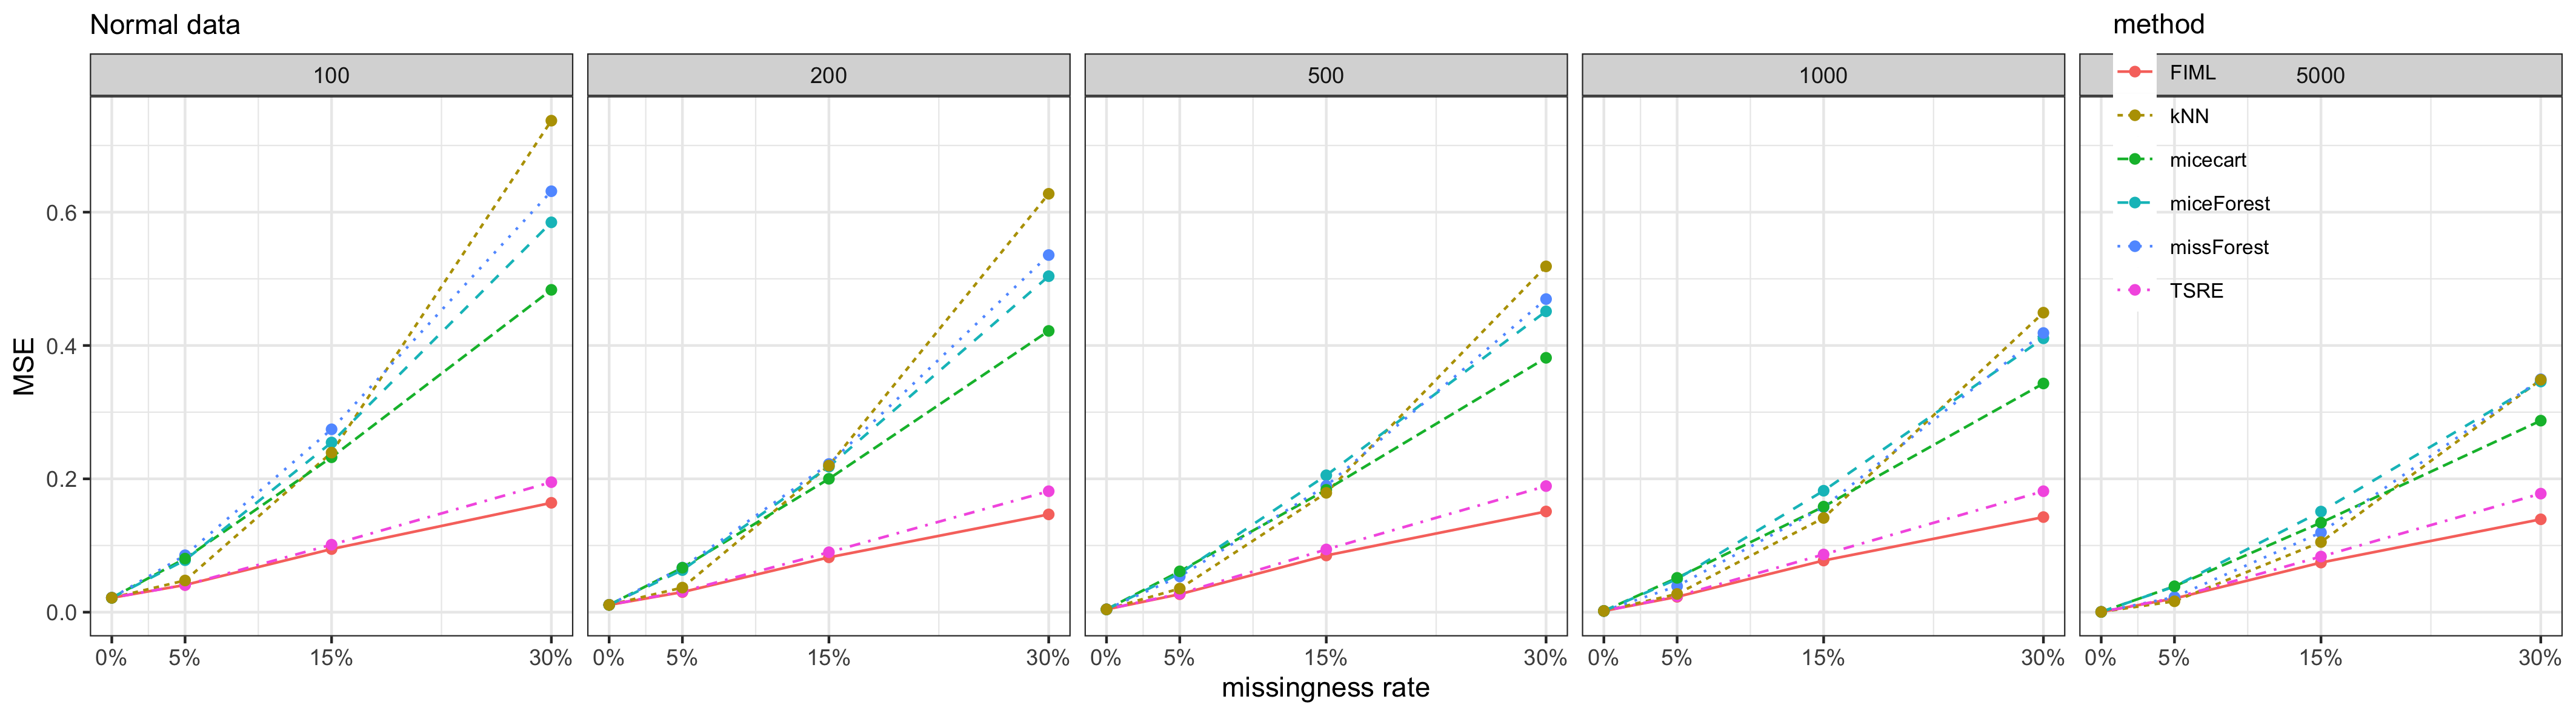 Normal data
method
100
200
500
1000
5000
FIML
kNN
micecart
miceForest
missForest
TSRE
MSE
0.6
0.4
0.2
0.0
0% 5% 15% 30%
0% 5% 15% 30%
0% 5% 15% 30%
0% 5% 15% 30%
0% 5% 15% 30%
missingness rate